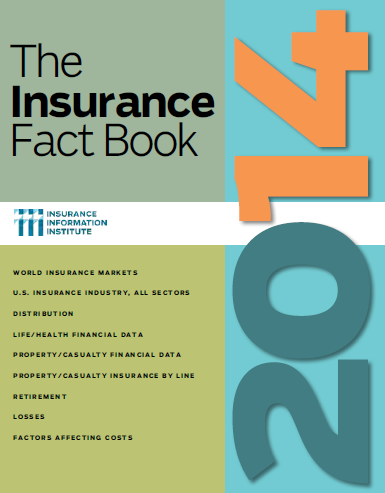 The
Insurance
Fact Book
2014
INSURANCE
INFORMATION
INSTITUTE
WORLD INSURANCE MARKETS
U.S. INSURANCE INDUSTRY, ALL SECTORS
DISTRIBUTION
LIFE/HEALTH FINANCIAL DATA
PROPERTY/CASUALTY FINANCIAL DATA
PROPERTY/CASUALTY INSURANCE BY LINE
RETIREMENT
LOSSES
FACTORS AFFECTING COSTS